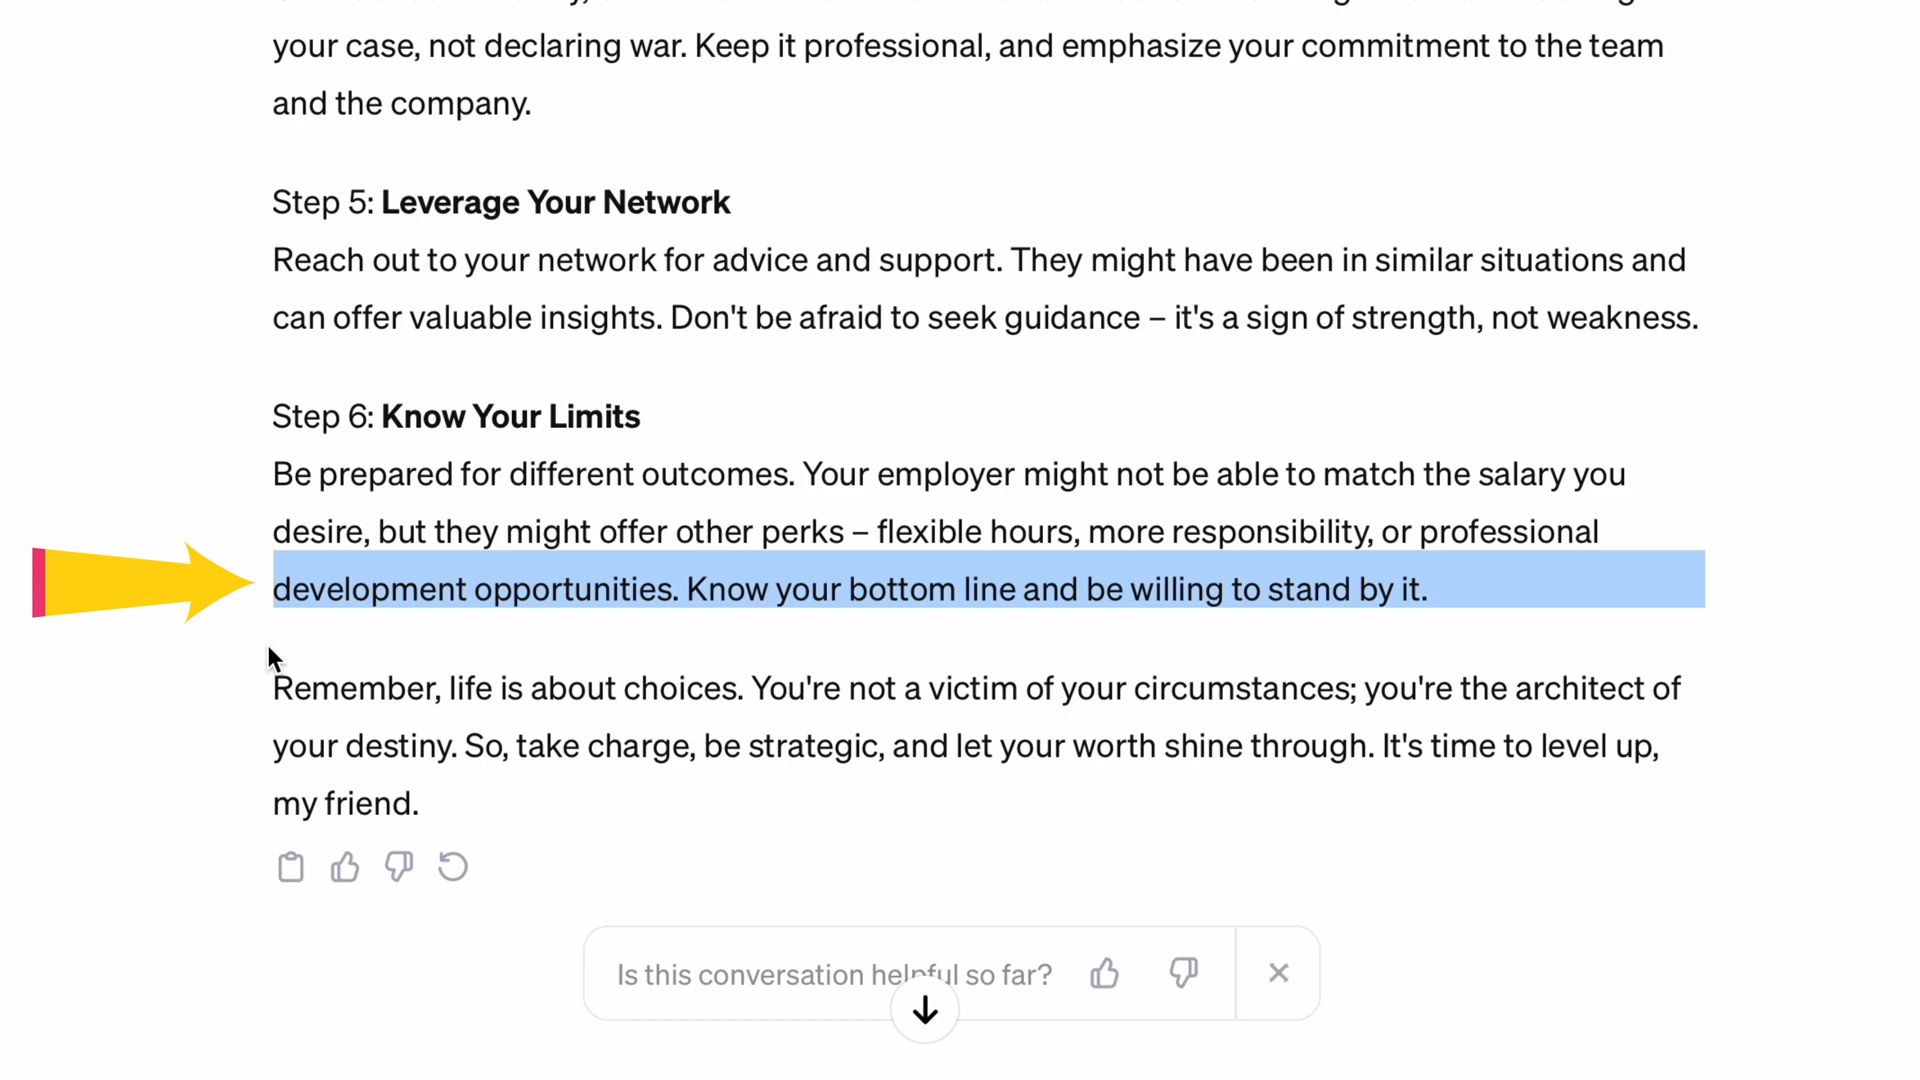 your case, not declaring war. Keep it professional, and emphasize your commitment to the team
and the company.
Step 5: Leverage Your Network
Reach out to your network for advice and support. They might have been in similar situations and
can offer valuable insights. Don't be afraid to seek guidance – it's a sign of strength, not weakness.
Step 6: Know Your Limits
Be prepared for different outcomes. Your employer might not be able to match the salary you
desire, but they might offer other perks – flexible hours, more responsibility, or professional
development opportunities. Know your bottom line and be willing to stand by it.
Remember, life is about choices. You're not a victim of your circumstances; you're the architect of
your destiny. So, take charge, be strategic, and let your worth shine through. It's time to level up,
my friend.
Is this conversation helpful so far?